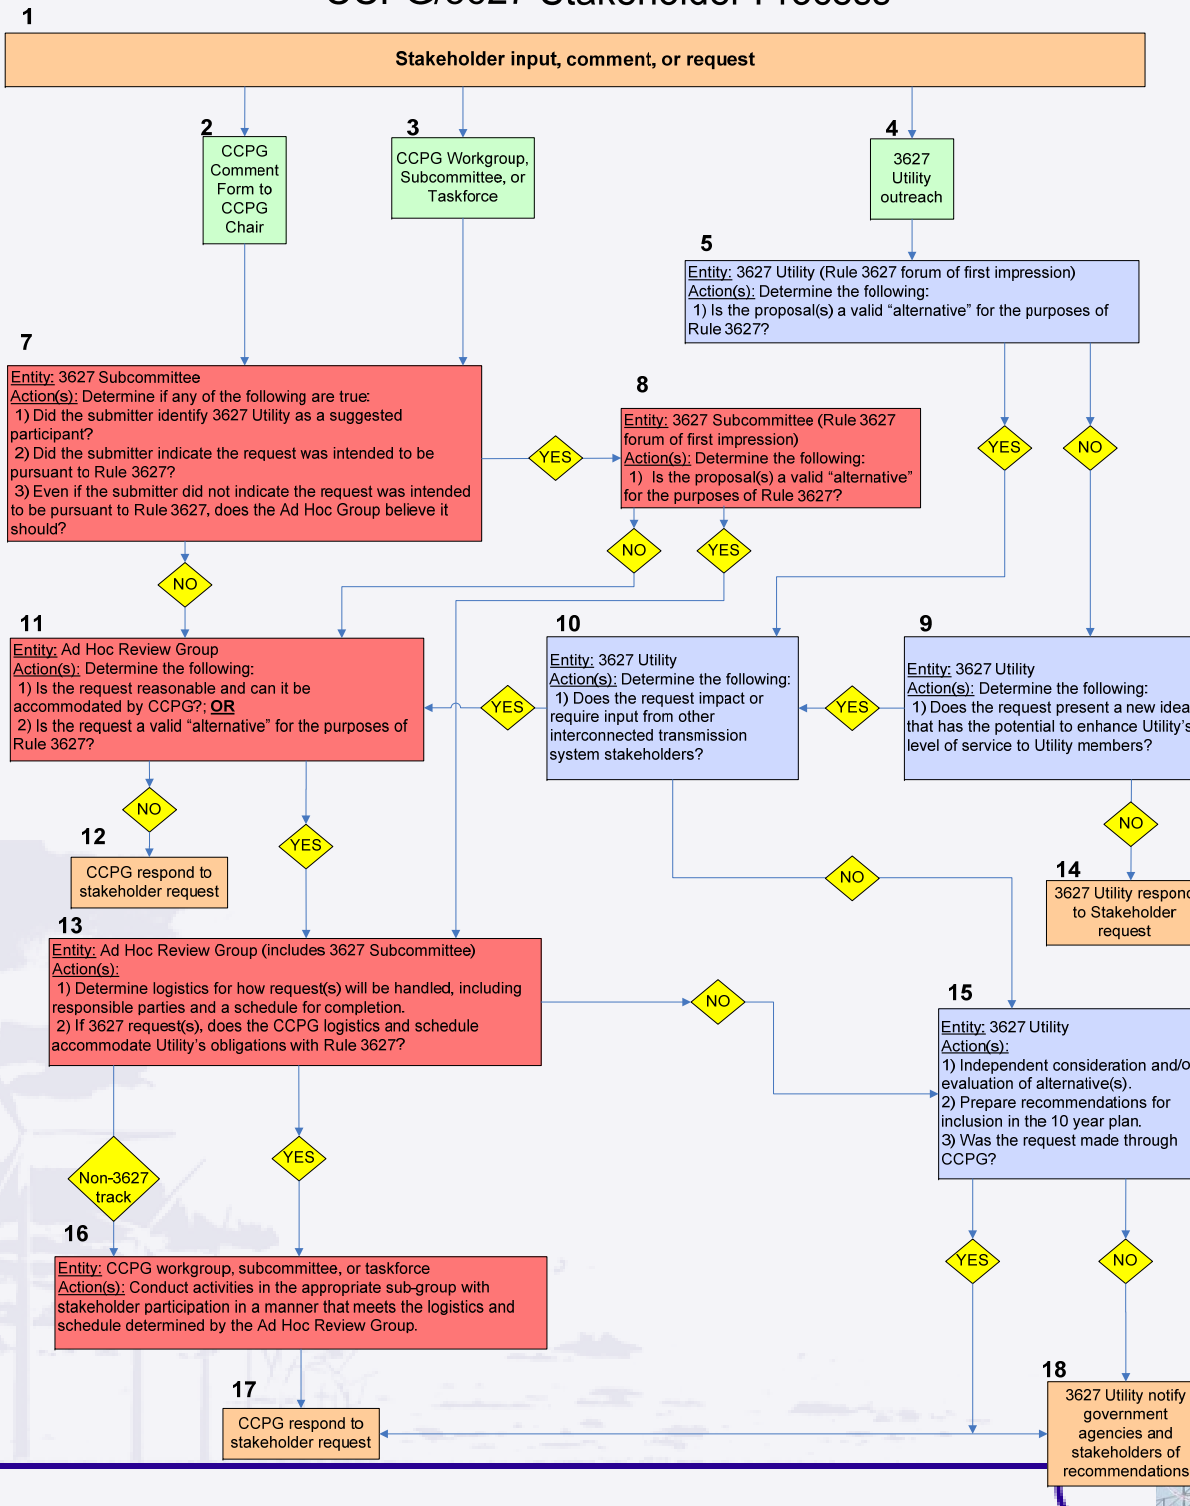 CCPG/3627 Stakeholder Process
1
Stakeholder input, comment, or request
2
CCPG
Comment
Form to
CCPG
Chair
3
CCPG Workgroup,
Subcommittee, or
Taskforce
4
3627
Utility
outreach
5
Entity: 3627 Utility (Rule 3627 forum of first impression)
Action(s): Determine the following:
1) Is the proposal(s) a valid “alternative” for the purposes of
Rule 3627?
7
Entity: 3627 Subcommittee
Action(s): Determine if any of the following are true:
1) Did the submitter identify 3627 Utility as a suggested
participant?
2) Did the submitter indicate the request was intended to be
pursuant to Rule 3627?
3) Even if the submitter did not indicate the request was intended
to be pursuant to Rule 3627, does the Ad Hoc Group believe it
should?
YES
8
Entity: 3627 Subcommittee (Rule 3627
forum of first impression)
Action(s): Determine the following:
1) Is the proposal(s) a valid “alternative”
for the purposes of Rule 3627?
YES
NO
NO
NO
YES
11
Entity: Ad Hoc Review Group
Action(s): Determine the following:
1) Is the request reasonable and can it be
accommodated by CCPG?; OR
2) Is the request a valid “alternative” for the purposes of
Rule 3627?
YES
10
Entity: 3627 Utility
Action(s): Determine the following:
1) Does the request impact or
require input from other
interconnected transmission
system stakeholders?
YES
9
Entity: 3627 Utility
Action(s): Determine the following:
1) Does the request present a new idea
that has the potential to enhance Utility’s
level of service to Utility members?
NO
YES
NO
NO
12
CCPG respond to
stakeholder request
14
3627 Utility respond
to Stakeholder
request
13
Entity: Ad Hoc Review Group (includes 3627 Subcommittee)
Action(s):
1) Determine logistics for how request(s) will be handled, including
responsible parties and a schedule for completion.
2) If 3627 request(s), does the CCPG logistics and schedule
accommodate Utility’s obligations with Rule 3627?
NO
15
Entity: 3627 Utility
Action(s):
1) Independent consideration and/o
evaluation of alternative(s).
2) Prepare recommendations for
inclusion in the 10 year plan.
3) Was the request made through
CCPG?
Non-3627
track
YES
YES
NO
16
Entity: CCPG workgroup, subcommittee, or taskforce
Action(s): Conduct activities in the appropriate sub-group with
stakeholder participation in a manner that meets the logistics and
schedule determined by the Ad Hoc Review Group.
17
CCPG respond to
stakeholder request
18
3627 Utility notify
government
agencies and
stakeholders of
recommendations